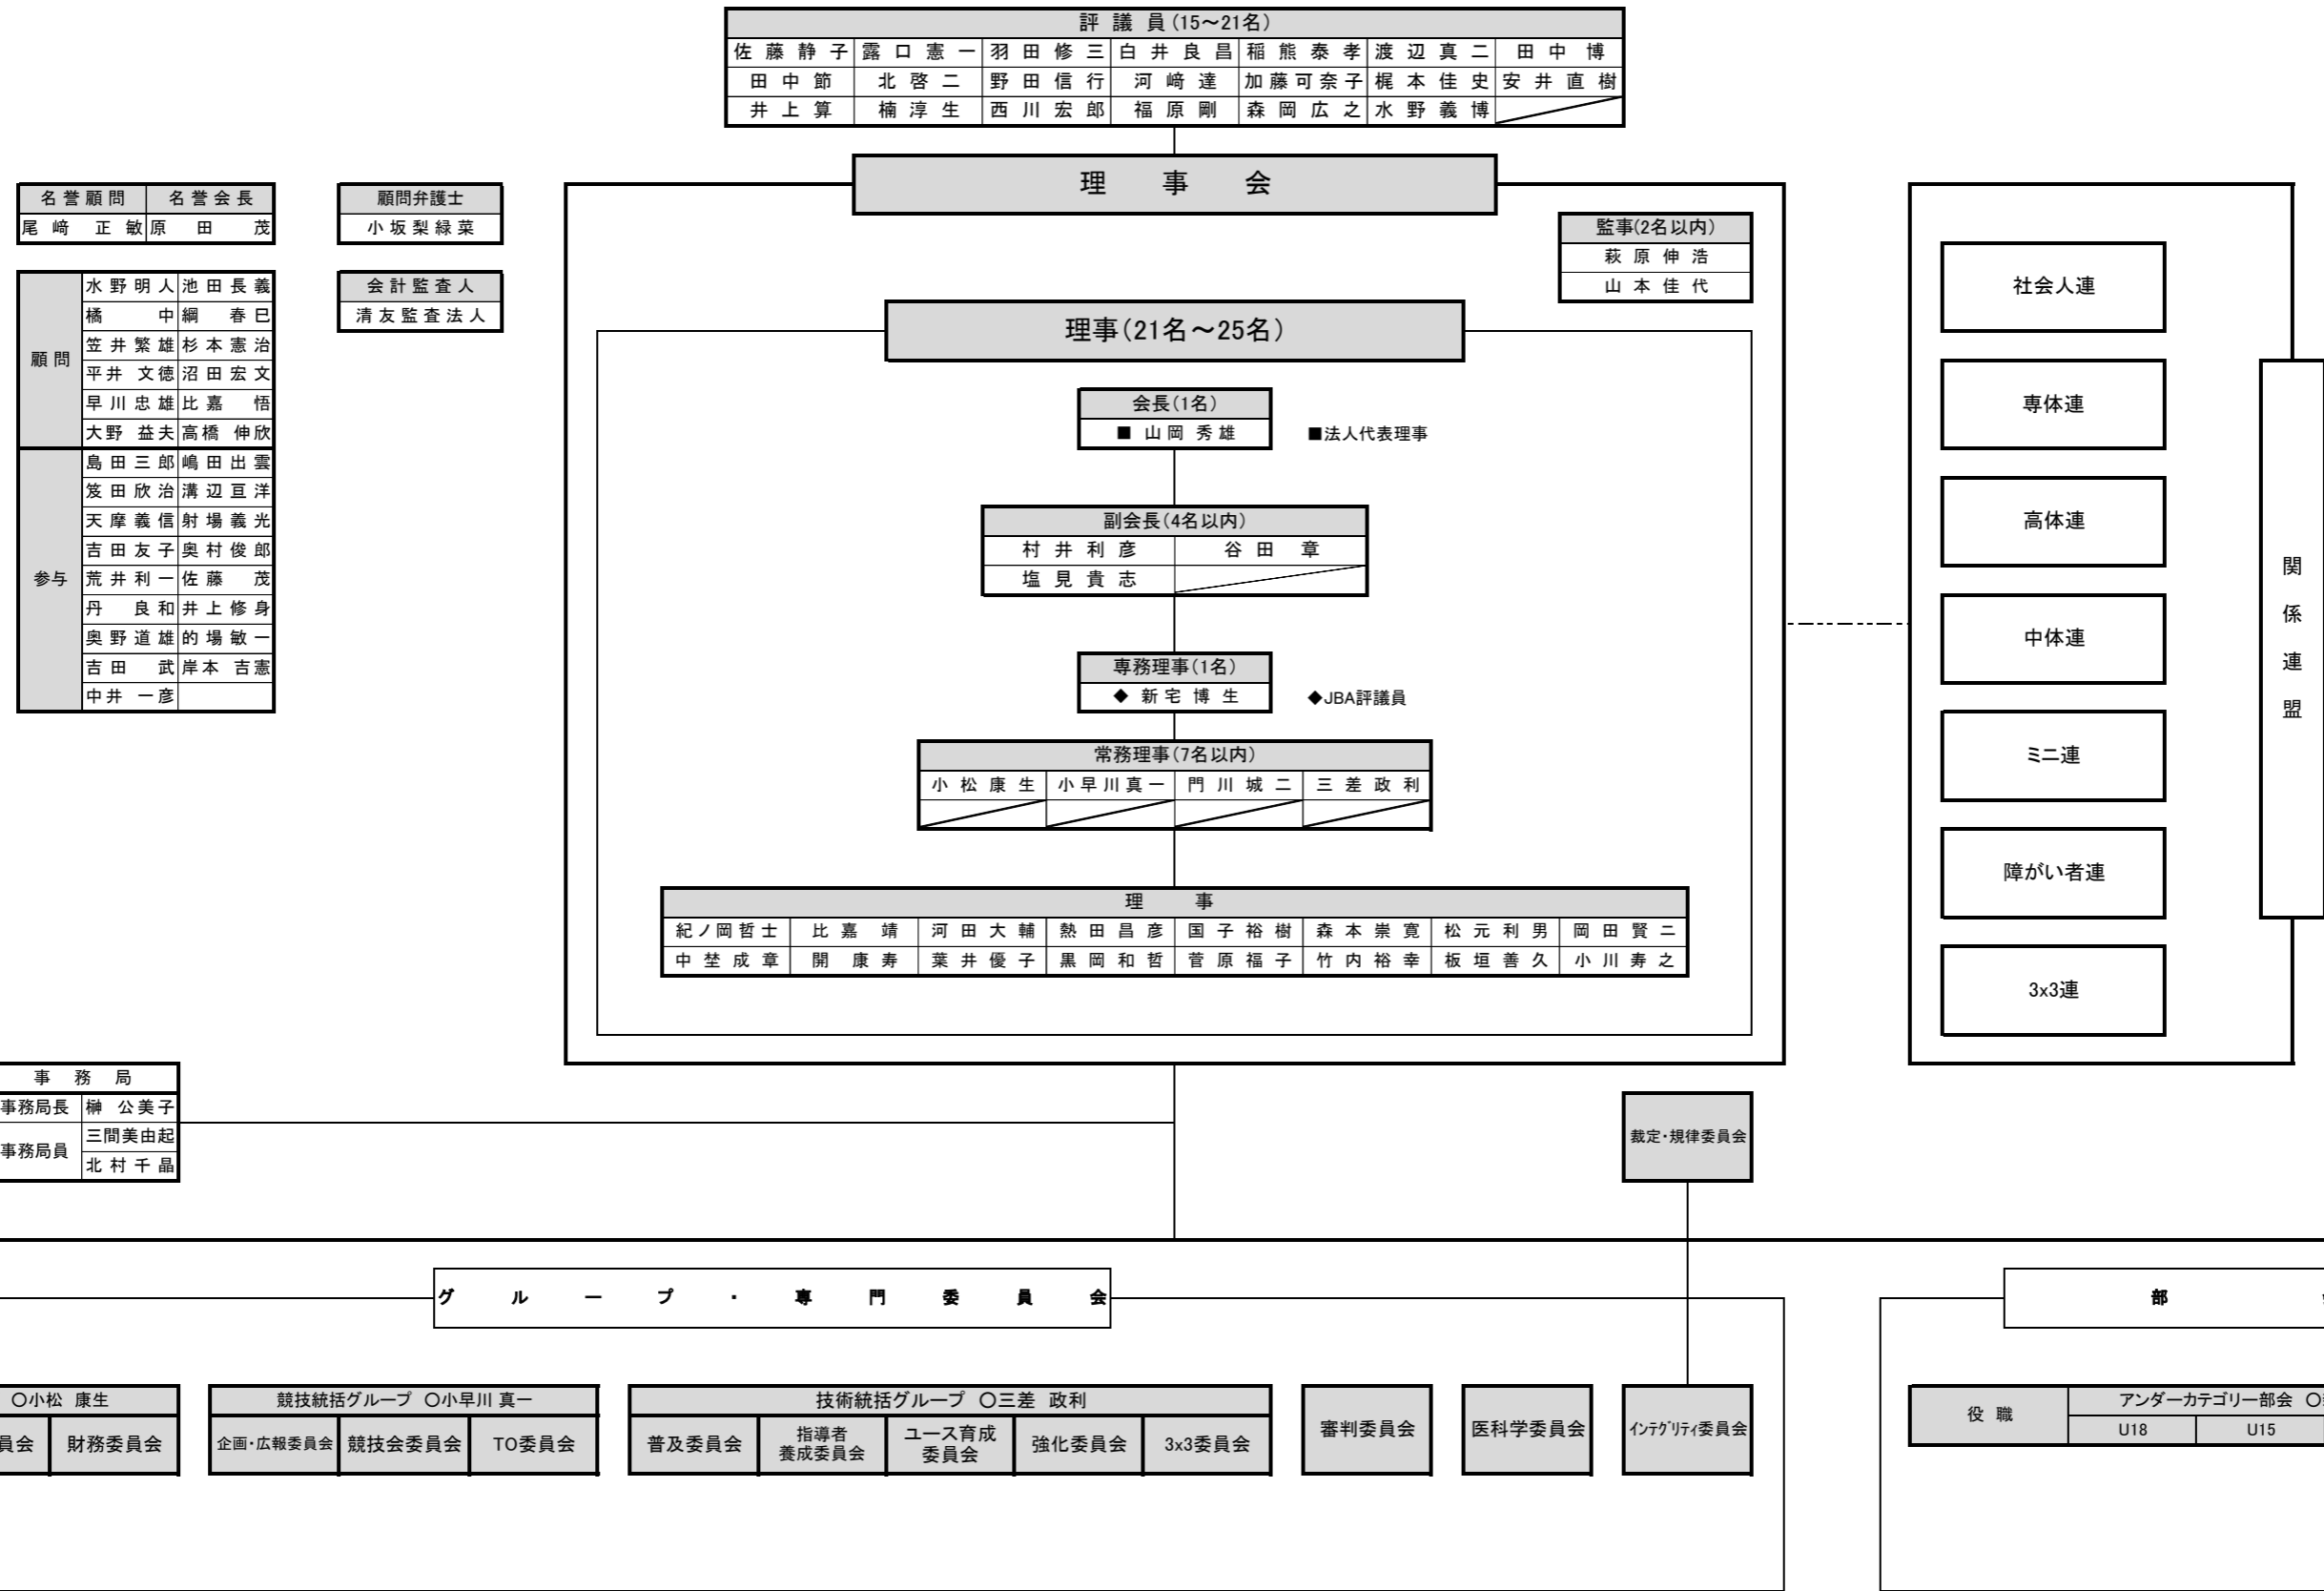 評 議 員 (15～21名)
佐藤静子 露口憲一 羽田修三 白井良昌 稲熊泰孝 渡辺真二 田中博
田中節 北啓二 野田信行 河﨑達 加藤可奈子 梶本佳史 安井直樹
井上算 楠淳生 西川宏郎 福原剛 森岡広之 水野義博
理 事 会
名誉顧問 名誉会長
尾﨑 正敏 原田 茂
顧問弁護士
小坂梨緑菜
監事(2名以内)
萩原伸浩
山本佳代
会計監査人
清友監査法人
顧問
水野明人 池田長義
橘 中 綱 春巳
笠井繁雄 杉本憲治
平井 文徳 沼田宏文
早川忠雄 比嘉 悟
大野 益夫 高橋 伸欣
参与
島田三郎 嶋田出雲
笈田欣治 溝辺亘洋
天摩義信 射場義光
吉田友子 奥村俊郎
荒井利一 佐藤 茂
丹 良和 井上修身
奥野道雄 的場敏一
吉田 武 岸本 吉憲
中井 一彦
理事(21名～25名)
会長(1名)
■ 山岡 秀雄 ■法人代表理事
副会長(4名以内)
村井利彦 谷田 章
塩見貴志
専務理事(1名)
◆ 新宅博生 ◆JBA評議員
常務理事(7名以内)
小松康生 小早川真一 門川城二 三差政利
理 事
紀ノ岡哲士 比嘉 靖 河田大輔 熱田昌彦 国子裕樹 森本崇寛 松元利男 岡田賢二
中埜成章 開 康寿 葉井優子 黒岡和哲 菅原福子 竹内裕幸 板垣善久 小川寿之
社会人連
専体連
高体連
中体連
ミニ連
障がい者連
3x3連
関係連盟
事 務 局
事務局長 榊 公美子
事務局員 三間美由起
北村千晶
裁定・規律委員会
グループ・専門委員会
部
〇小松 康生
員会 財務委員会
競技統括グループ 〇小早川 真一
企画・広報委員会 競技会委員会 TO委員会
技術統括グループ 〇三差 政利
普及委員会 指導者
養成委員会 ユース育成
委員会 強化委員会 3x3委員会
審判委員会
医科学委員会
インテグリティ委員会
役 職 アンダーカテゴリー部会 〇
U18 U15